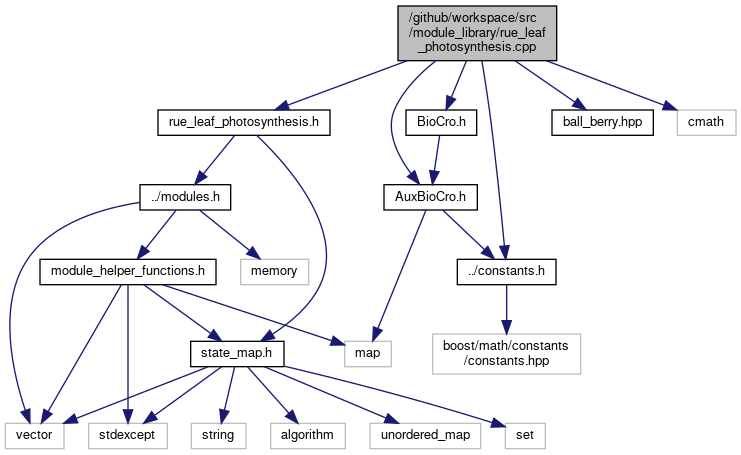 /github/workspace/src
/module_library/rue_leaf
_photosynthesis.cpp
rue_leaf_photosynthesis.h
BioCro.h
ball_berry.hpp
cmath
../modules.h
AuxBioCro.h
module_helper_functions.h
memory
../constants.h
state_map.h
map
boost/math/constants
/constants.hpp
vector
stdexcept
string
algorithm
unordered_map
set